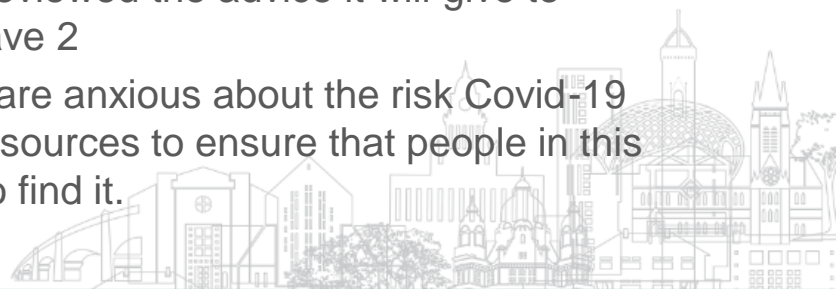 reviewed the advice it will give to
ave 2
are anxious about the risk Covid-19
sources to ensure that people in this
o find it.